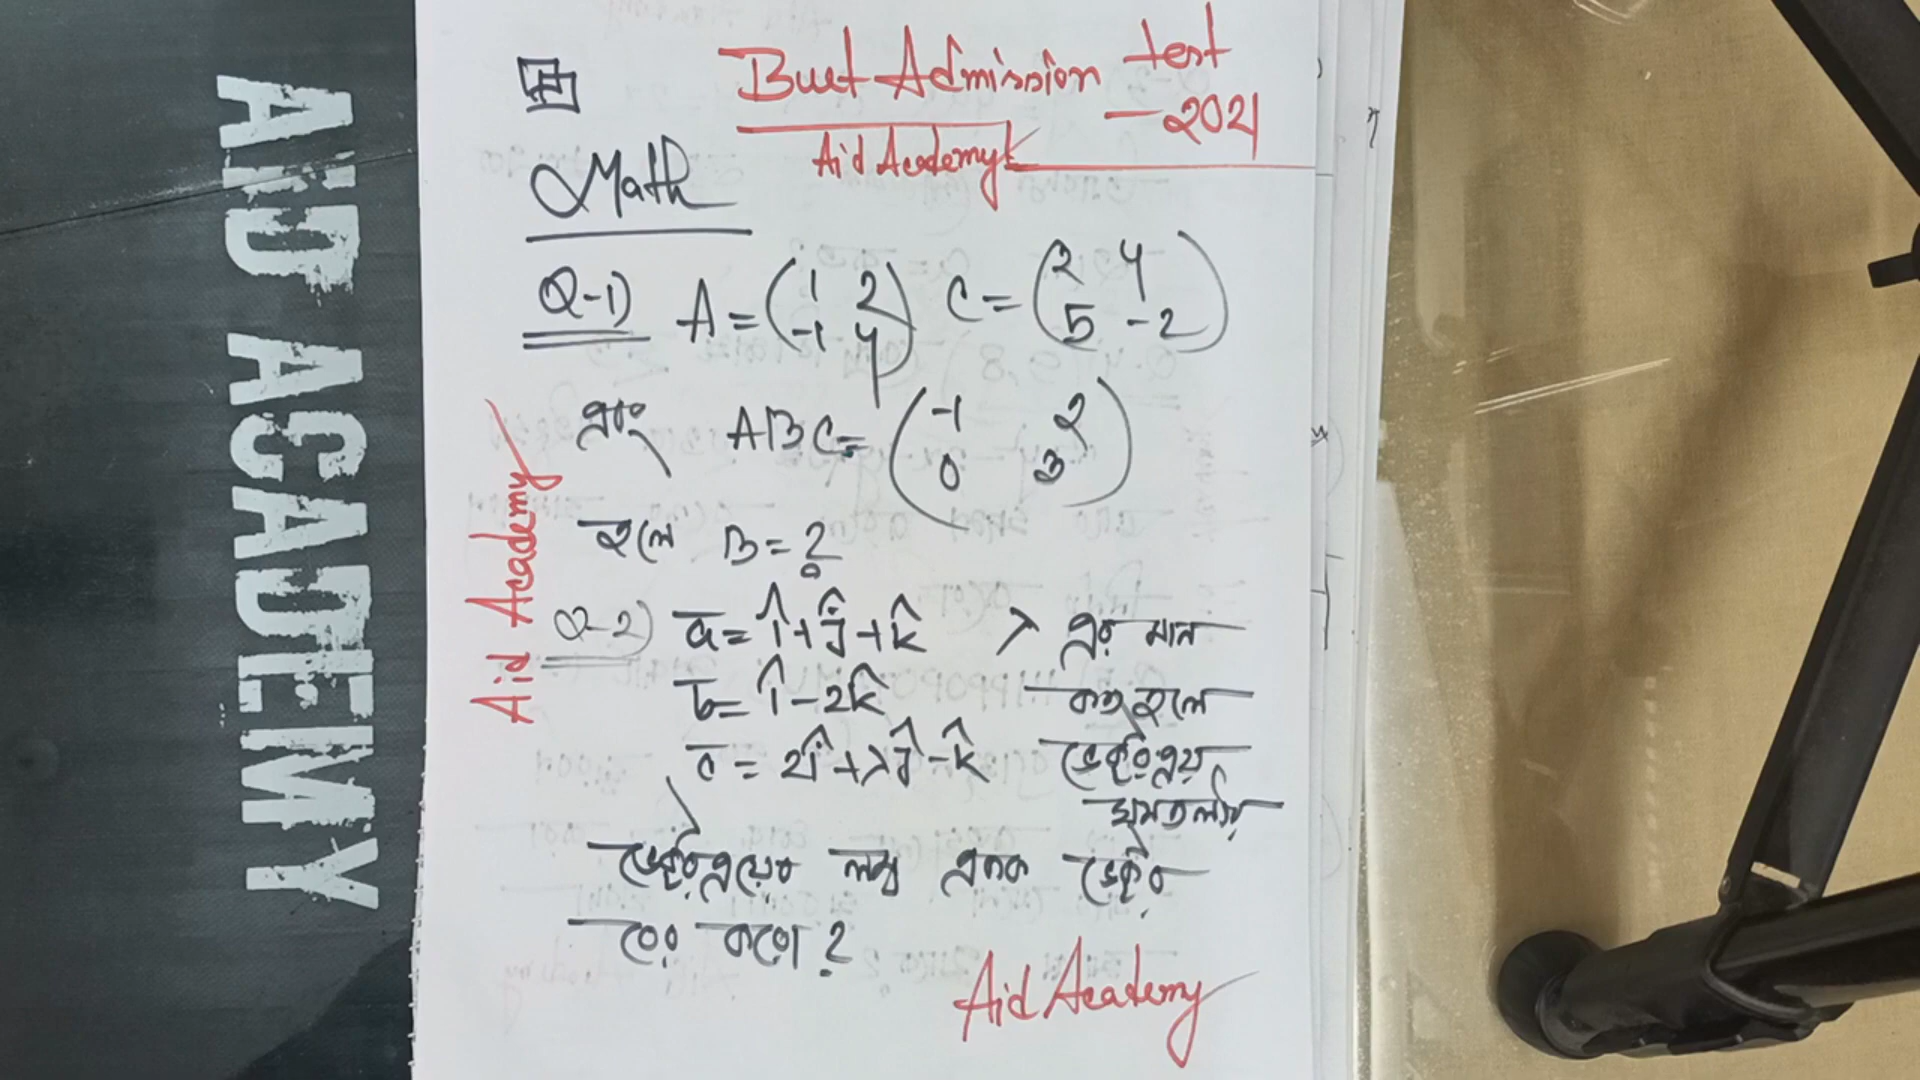 AID ACADEMY
Buet Admission test
- 2021
Aid Academy
Math
Q-1) A = (1 2 -1 4) C = (2 4 5 -2)
এবং ABC = (-1 2 0 3)
হলে B = ?
Aid Academy
Q-2) a̅ = î + ĵ + k̂ λ এর মান
b̅ = î - 2k̂ কত হলে
c̅ = 2î + λĵ - k̂ ভেক্টরত্রয়
সমতলীয়
ভেক্টরত্রয়ের লম্ব একক ভেক্টর
বের করো ?
Aid Academy